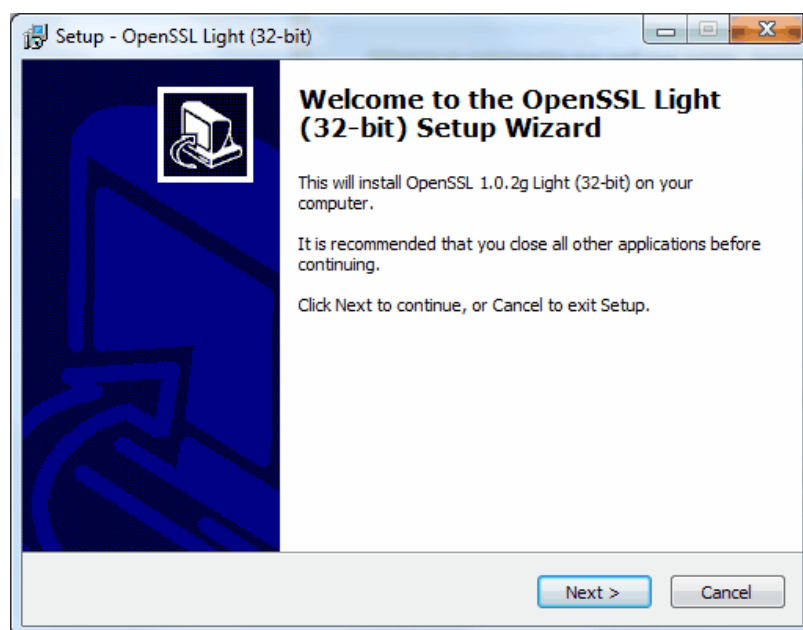 Setup - OpenSSL Light (32-bit)
Welcome to the OpenSSL Light
(32-bit) Setup Wizard
This will install OpenSSL 1.0.2g Light (32-bit) on your
computer.
It is recommended that you close all other applications before
continuing.
Click Next to continue, or Cancel to exit Setup.
Next >
Cancel